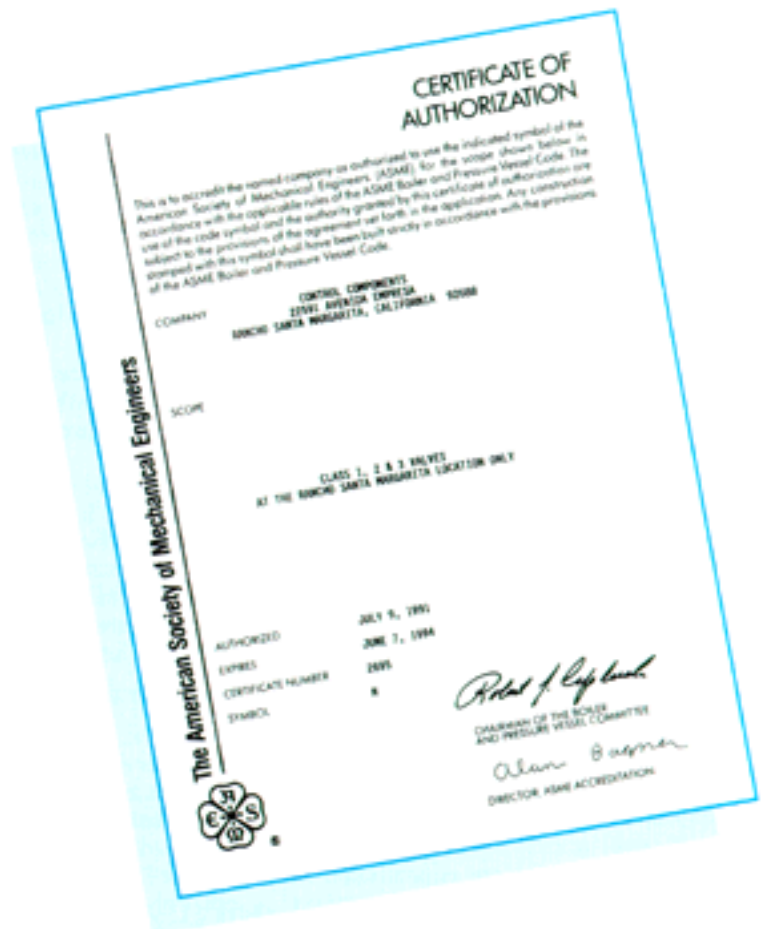 CERTIFICATE OF
AUTHORIZATION
This is to accredit the named company as authorized to use the indicated symbol of the
American Society of Mechanical Engineers (ASME) for the scope shown below in
accordance with the applicable rules of the ASME Boiler and Pressure Vessel Code. The
use of the code symbol and the authority granted by this certificate of authorization are
subject to the provisions of the agreement set forth in the application. Any construction
stamped with this symbol shall have been built strictly in accordance with the provisions
of the ASME Boiler and Pressure Vessel Code.
COMPANY
CONTROL COMPONENTS
22591 AVENIDA EMPRESA
RANCHO SANTA MARGARITA, CALIFORNIA 92688
SCOPE
CLASS 1, 2 & 3 VALVES
AT THE RANCHO SANTA MARGARITA LOCATION ONLY
AUTHORIZED JULY 9, 1991
EXPIRES JUNE 7, 1994
CERTIFICATE NUMBER 2695
SYMBOL N
CHAIRMAN OF THE BOILER
AND PRESSURE VESSEL COMMITTEE
Alan Bagner
DIRECTOR, ASME ACCREDITATION
The American Society of Mechanical Engineers
A S M E
®